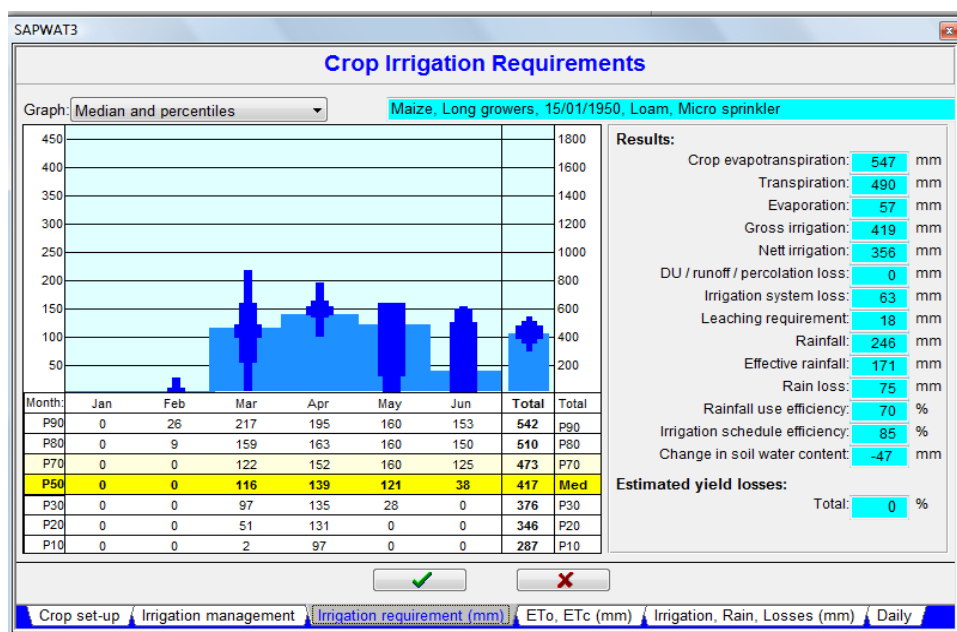 SAPWAT3
Crop Irrigation Requirements
Graph: Median and percentiles Maize, Long growers, 15/01/1950, Loam, Micro sprinkler
450 1800
400 1600
350 1400
300 1200
250 1000
200 800
150 600
100 400
50 200
Month: Jan Feb Mar Apr May Jun Total Total
P90 0 26 217 195 160 153 542 P90
P80 0 9 159 163 160 150 510 P80
P70 0 0 122 152 160 125 473 P70
P50 0 0 116 139 121 38 417 Med
P30 0 0 97 135 28 0 376 P30
P20 0 0 51 131 0 0 346 P20
P10 0 0 2 97 0 0 287 P10
Results:
Crop evapotranspiration: 547 mm
Transpiration: 490 mm
Evaporation: 57 mm
Gross irrigation: 419 mm
Nett irrigation: 356 mm
DU / runoff / percolation loss: 0 mm
Irrigation system loss: 63 mm
Leaching requirement: 18 mm
Rainfall: 246 mm
Effective rainfall: 171 mm
Rain loss: 75 mm
Rainfall use efficiency: 70 %
Irrigation schedule efficiency: 85 %
Change in soil water content: -47 mm
Estimated yield losses:
Total: 0 %
Crop set-up Irrigation management Irrigation requirement (mm) ETo, ETc (mm) Irrigation, Rain, Losses (mm) Daily